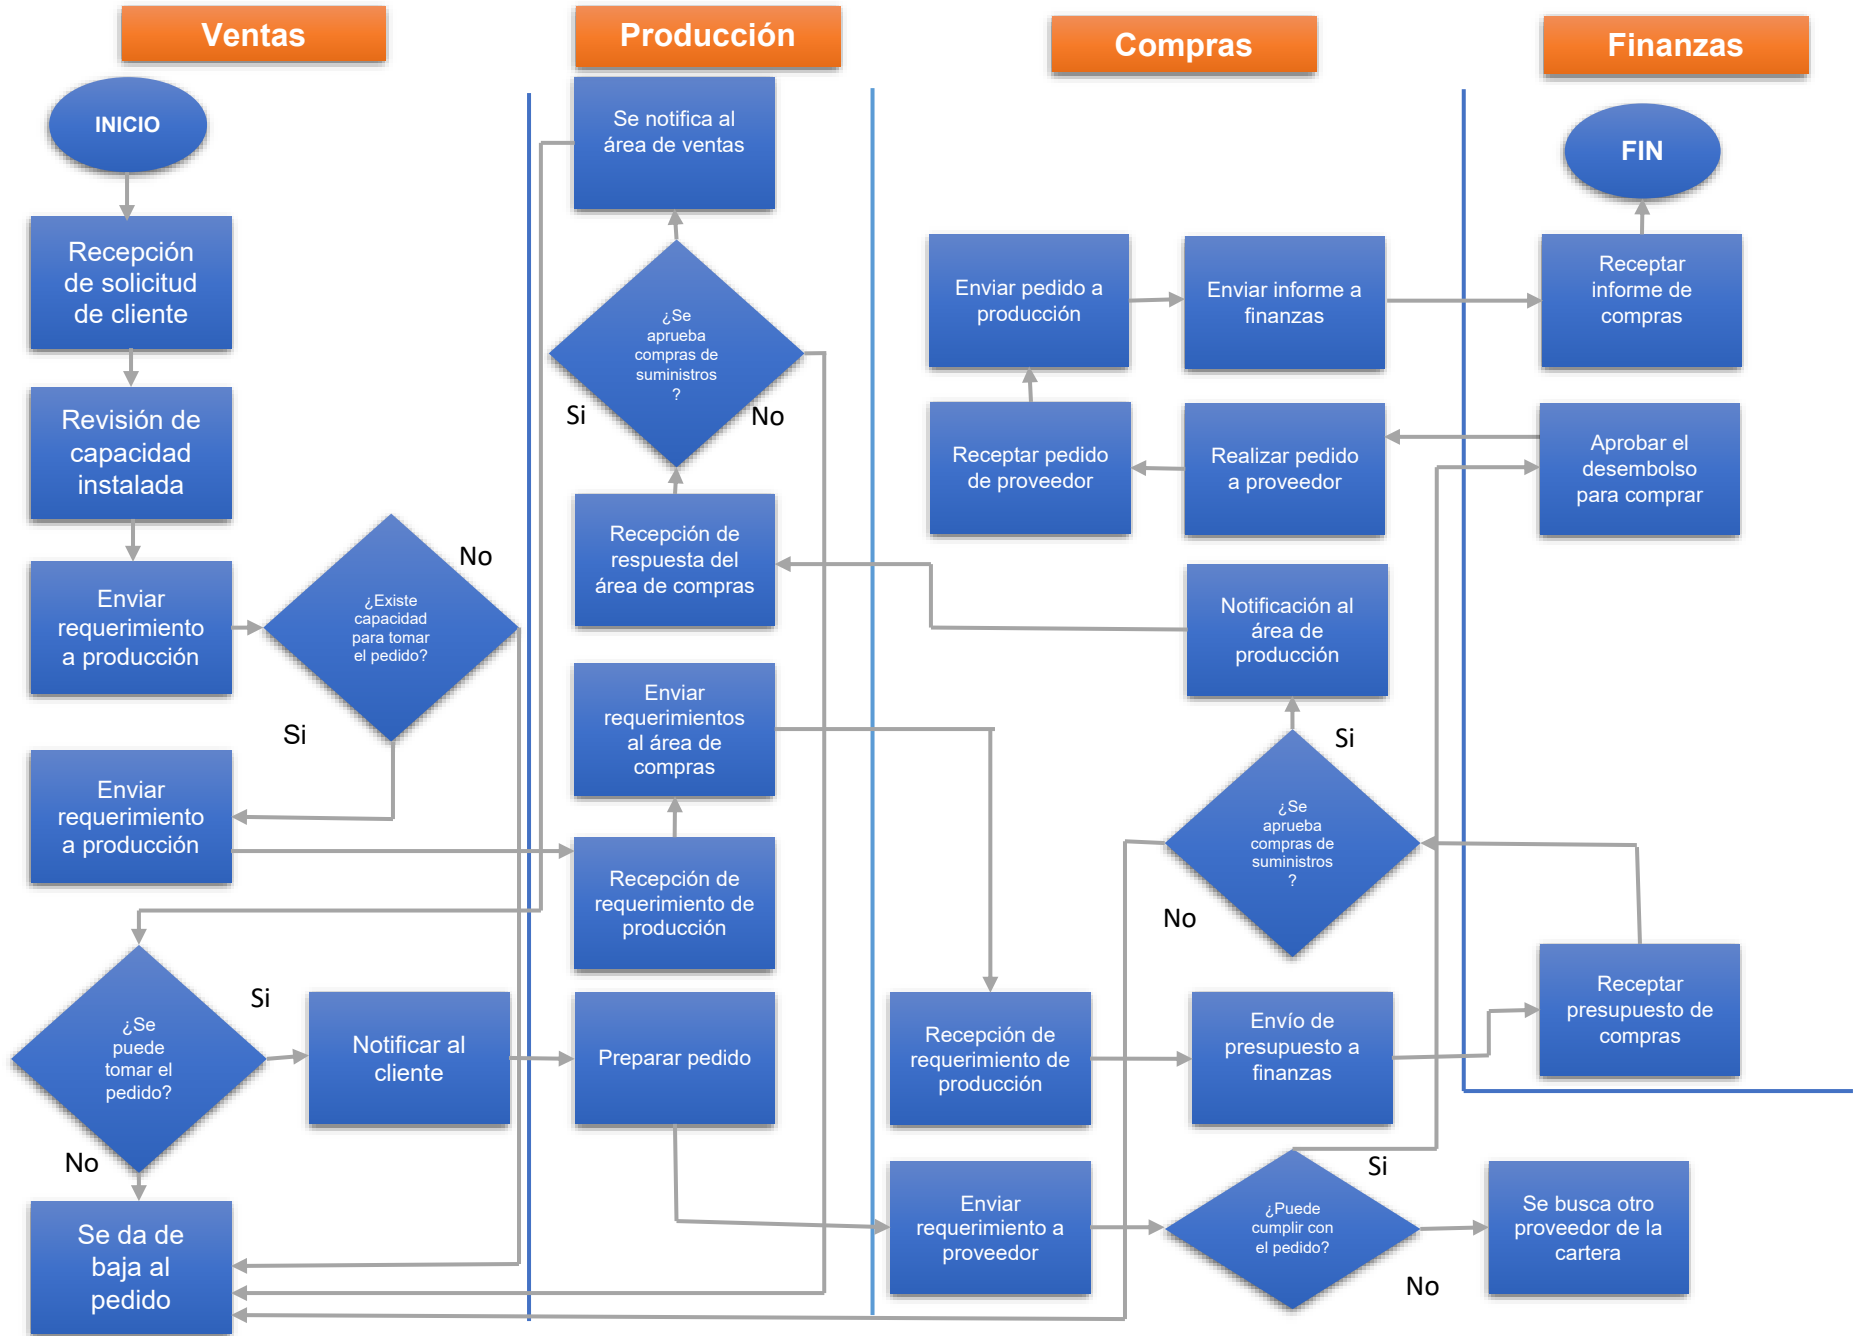 Ventas
Producción
Compras
Finanzas
INICIO
Recepción
de solicitud
de cliente
Revisión de
capacidad
instalada
Enviar
requerimiento
a producción
¿Existe
capacidad
para tomar
el pedido?
No
Si
Enviar
requerimiento
a producción
¿Se
puede
tomar el
pedido?
Si
No
Notificar al
cliente
Se da de
baja al
pedido
Se notifica al
área de ventas
¿Se
aprueba
compras de
suministros
?
Si
No
Recepción de
respuesta del
área de compras
Enviar
requerimientos
al área de
compras
Recepción de
requerimiento de
producción
Preparar pedido
Enviar pedido a
producción
Enviar informe a
finanzas
Receptar pedido
de proveedor
Realizar pedido
a proveedor
Notificación al
área de
producción
Si
¿Se
aprueba
compras de
suministros
?
No
Recepción de
requerimiento de
producción
Envío de
presupuesto a
finanzas
Enviar
requerimiento a
proveedor
¿Puede
cumplir con
el pedido?
Si
No
Se busca otro
proveedor de la
cartera
FIN
Receptar
informe de
compras
Aprobar el
desembolso
para comprar
Receptar
presupuesto de
compras